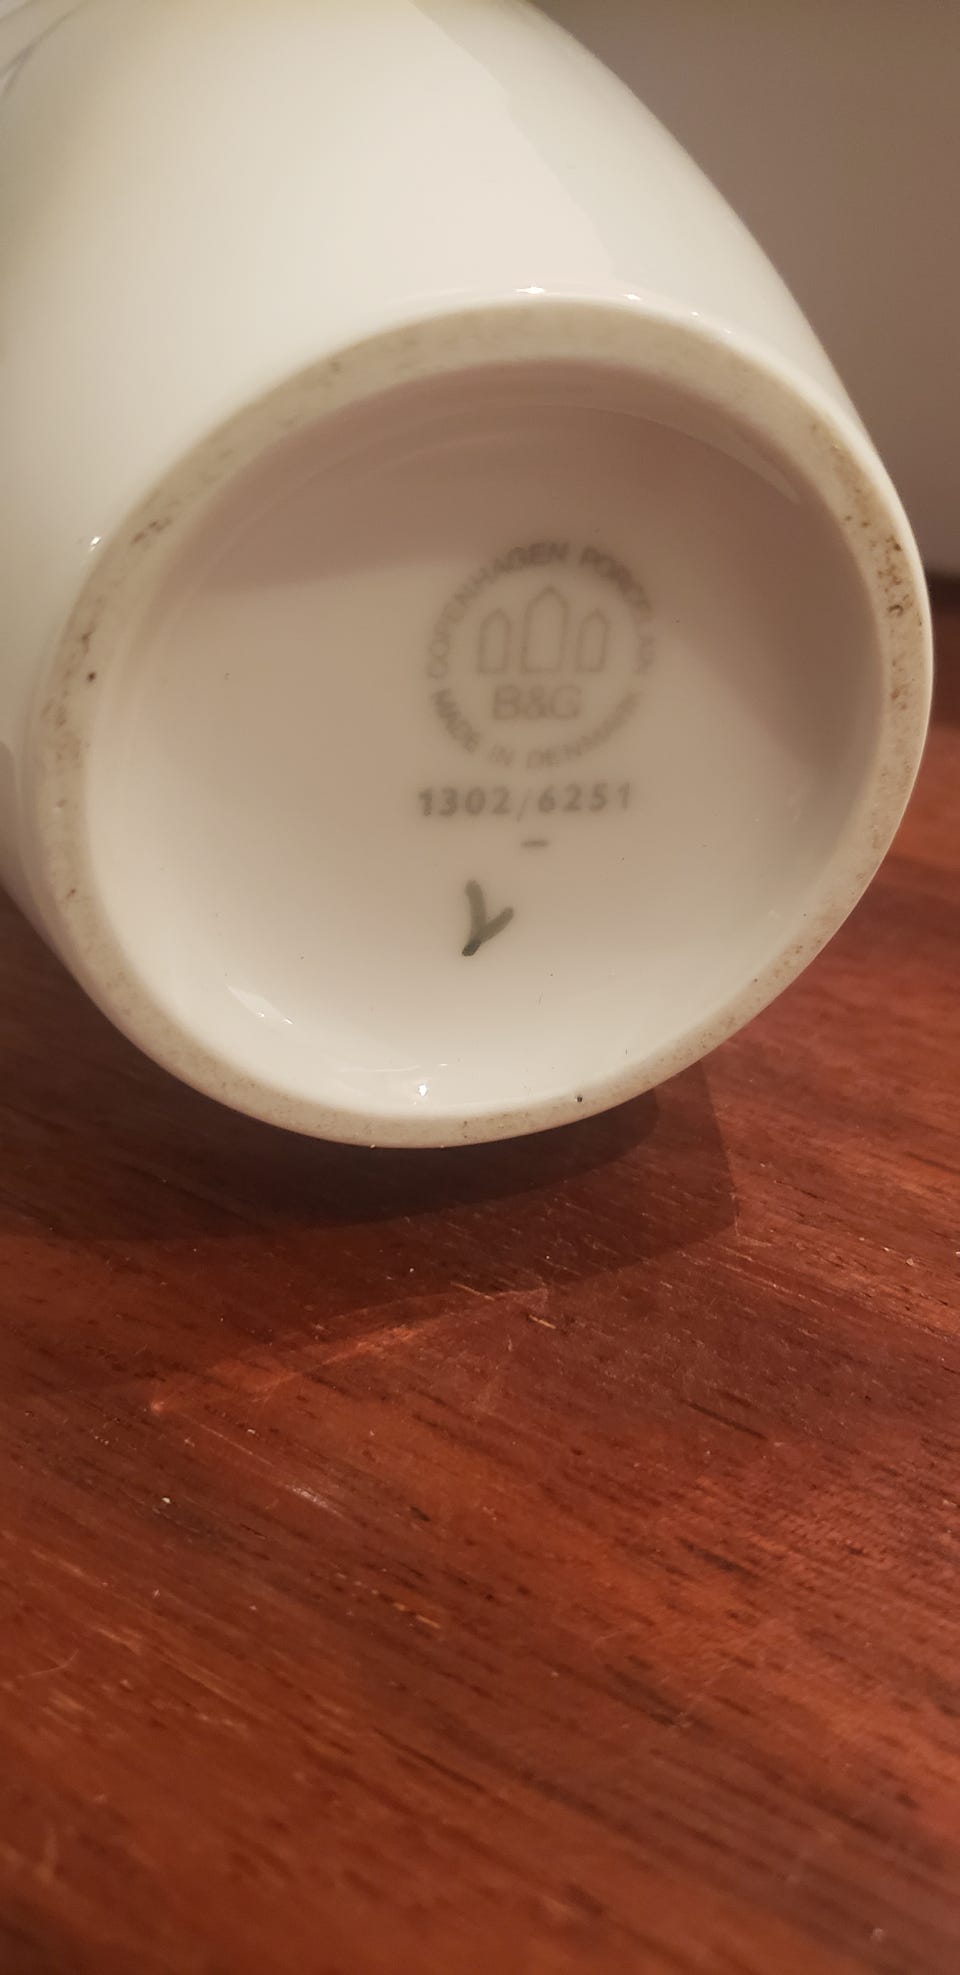 COPENHAGEN PORCELAIN
B&G
MADE IN DENMARK
1302/6251